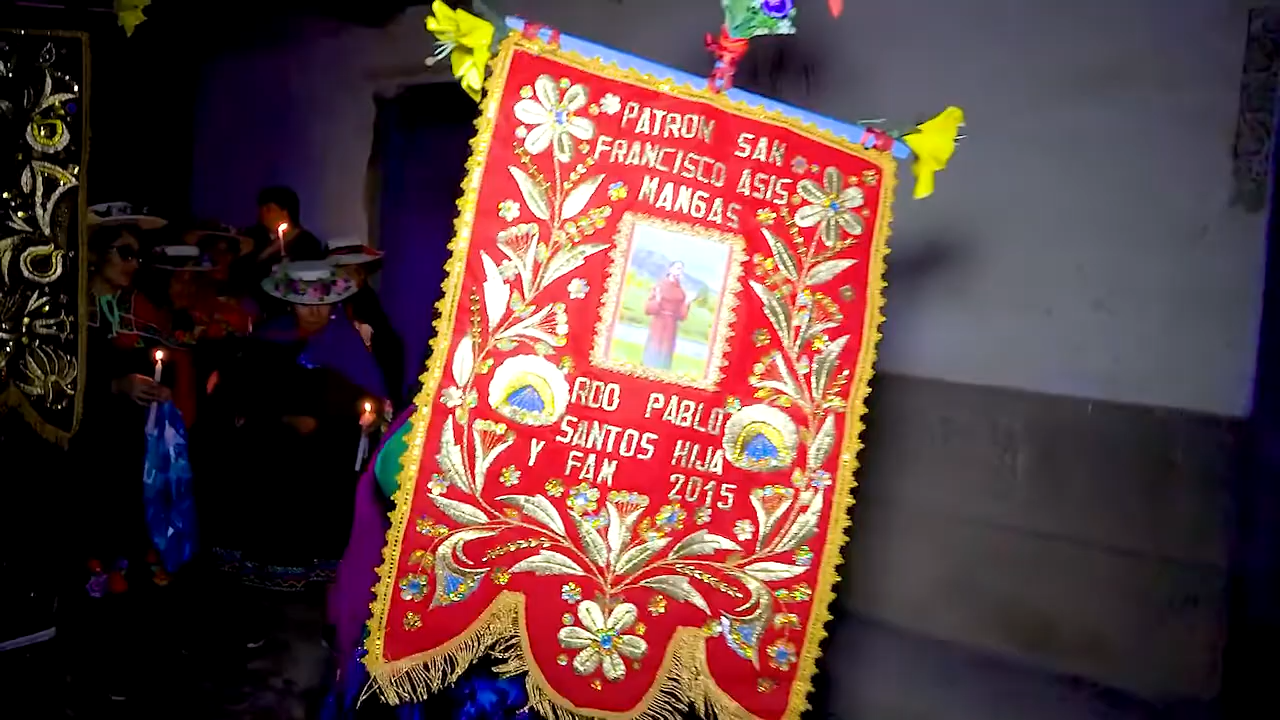 PATRON SAN
FRANCISCO ASIS
MANGAS
RDO PABLO
SANTOS HIJA
Y FAM 2015